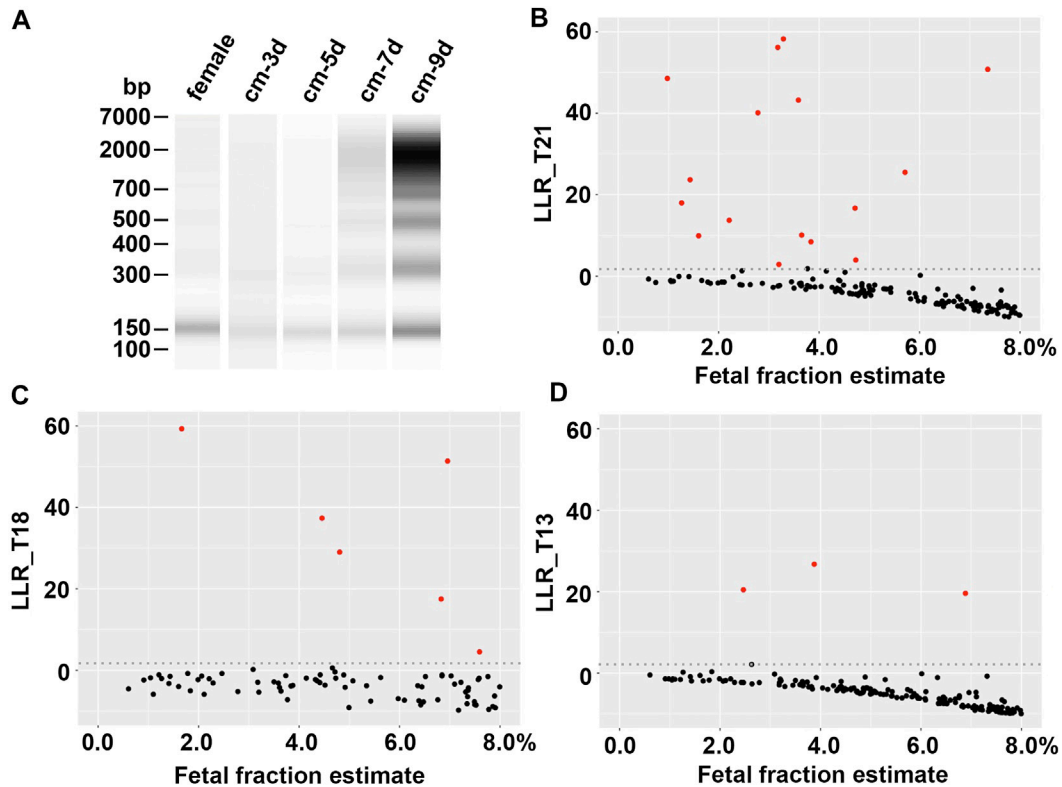 A
bp
female
cm-3d
cm-5d
cm-7d
cm-9d
7000
2000
700
500
400
300
150
100
B
LLR_T21
60
40
20
0
0.0 2.0 4.0 6.0 8.0%
Fetal fraction estimate
C
LLR_T18
60
40
20
0
0.0 2.0 4.0 6.0 8.0%
Fetal fraction estimate
D
LLR_T13
60
40
20
0
0.0 2.0 4.0 6.0 8.0%
Fetal fraction estimate